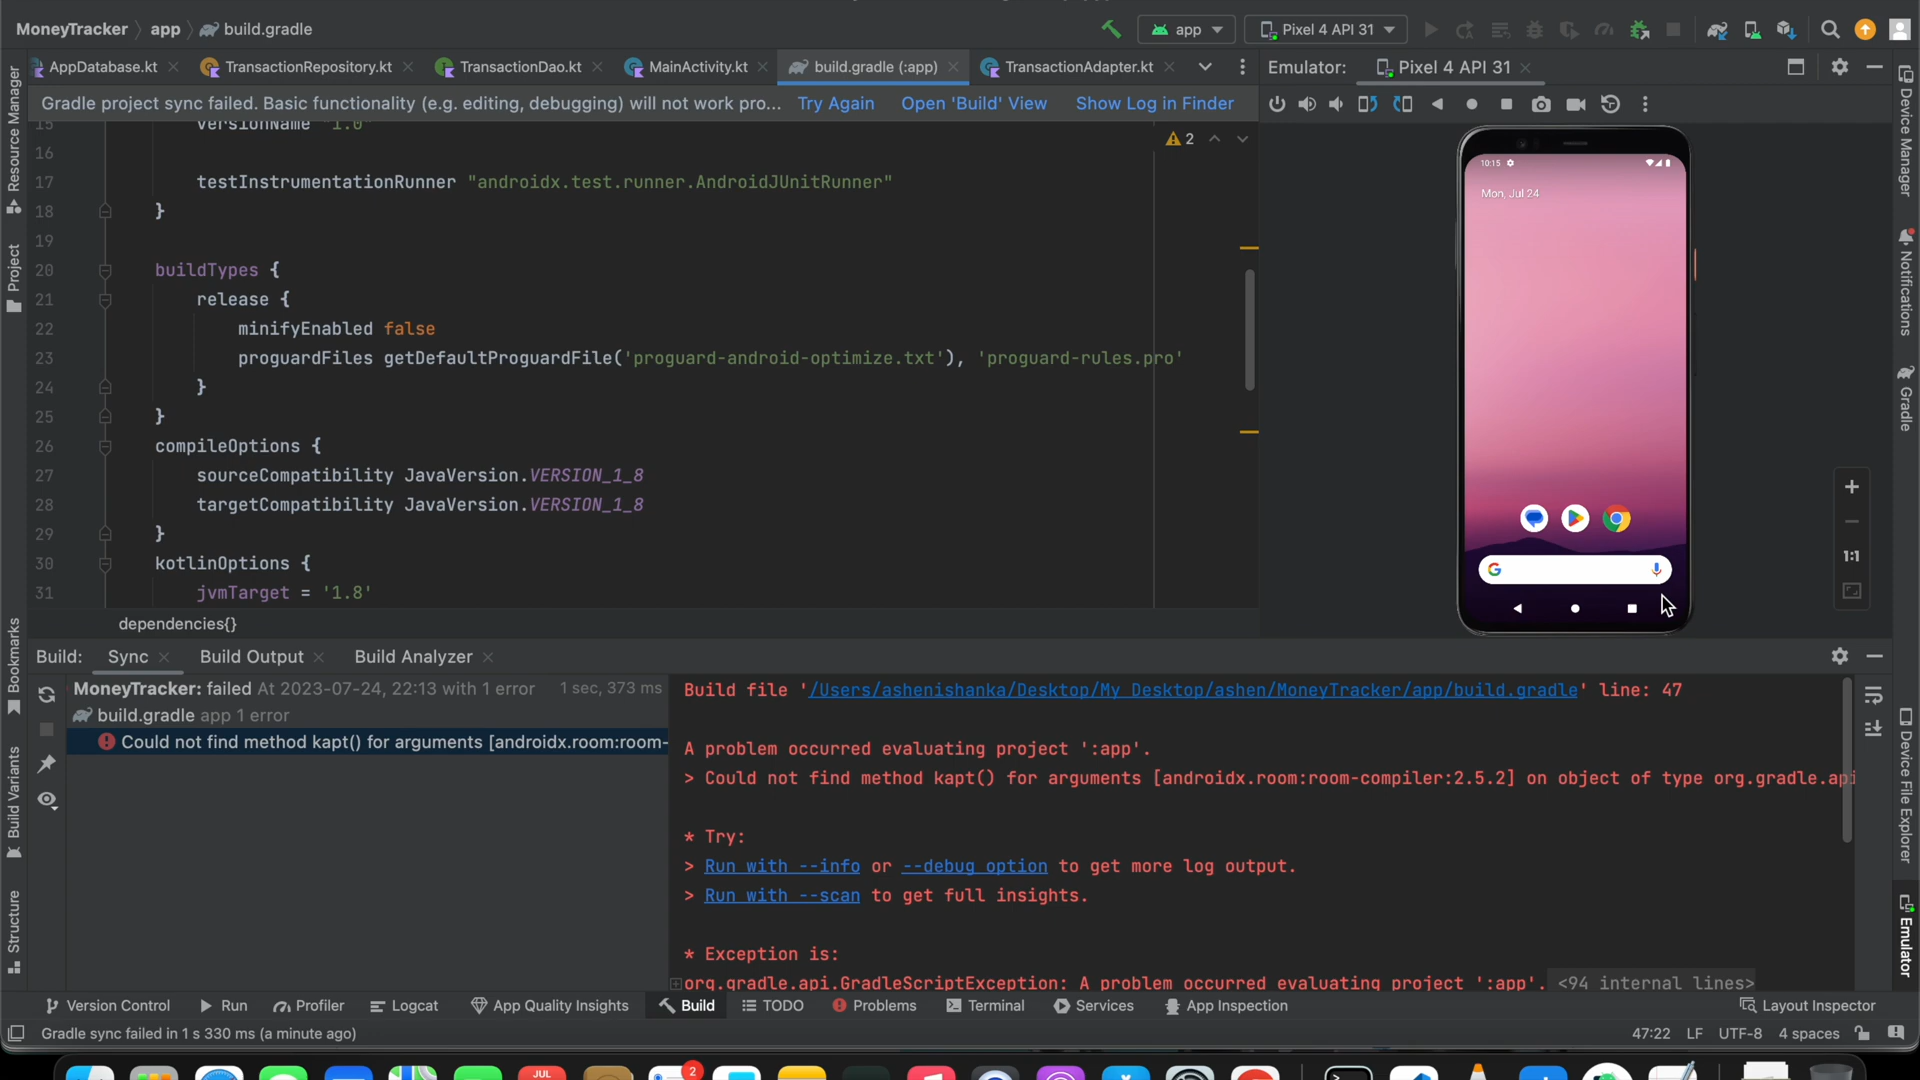 MoneyTracker
app
build.gradle
app
Pixel 4 API 31
AppDatabase.kt
TransactionRepository.kt
TransactionDao.kt
MainActivity.kt
build.gradle (:app)
TransactionAdapter.kt
Emulator:
Pixel 4 API 31
Gradle project sync failed. Basic functionality (e.g. editing, debugging) will not work pro...
Try Again
Open 'Build' View
Show Log in Finder
15 versionName "1.0"
16
17 testInstrumentationRunner "androidx.test.runner.AndroidJUnitRunner"
18 }
19
20 buildTypes {
21 release {
22 minifyEnabled false
23 proguardFiles getDefaultProguardFile('proguard-android-optimize.txt'), 'proguard-rules.pro'
24 }
25 }
26 compileOptions {
27 sourceCompatibility JavaVersion.VERSION_1_8
28 targetCompatibility JavaVersion.VERSION_1_8
29 }
30 kotlinOptions {
31 jvmTarget = '1.8'
2
dependencies{}
10:15
Mon, Jul 24
1:1
Resource Manager
Project
Bookmarks
Build Variants
Structure
Device Manager
Notifications
Gradle
Device File Explorer
Emulator
Build:
Sync
Build Output
Build Analyzer
MoneyTracker: failed At 2023-07-24, 22:13 with 1 error 1 sec, 373 ms
build.gradle app 1 error
Could not find method kapt() for arguments [androidx.room:room-
Build file '/Users/ashenishanka/Desktop/My Desktop/ashen/MoneyTracker/app/build.gradle' line: 47
A problem occurred evaluating project ':app'.
> Could not find method kapt() for arguments [androidx.room:room-compiler:2.5.2] on object of type org.gradle.api
* Try:
> Run with --info or --debug option to get more log output.
> Run with --scan to get full insights.
* Exception is:
org.gradle.api.GradleScriptException: A problem occurred evaluating project ':app'. <94 internal lines>
Version Control
Run
Profiler
Logcat
App Quality Insights
Build
TODO
Problems
Terminal
Services
App Inspection
Layout Inspector
Gradle sync failed in 1 s 330 ms (a minute ago)
47:22
LF
UTF-8
4 spaces
JUL
2